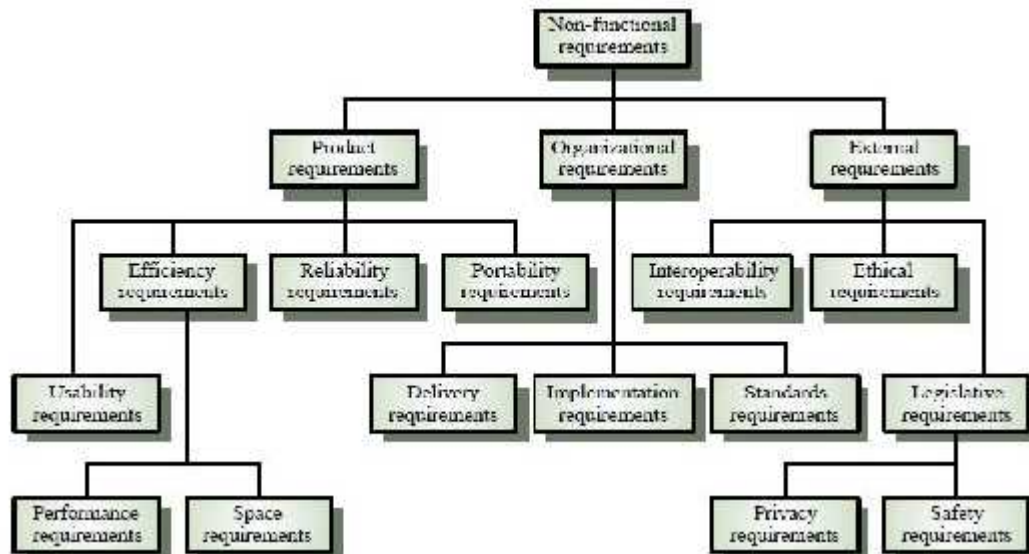 Non-functional
requirements
Product
requirements
Organizational
requirements
External
requirements
Efficiency
requirements
Reliability
requirements
Portability
requirements
Interoperability
requirements
Ethical
requirements
Usability
requirements
Delivery
requirements
Implementation
requirements
Standards
requirements
Legislative
requirements
Performance
requirements
Space
requirements
Privacy
requirements
Safety
requirements